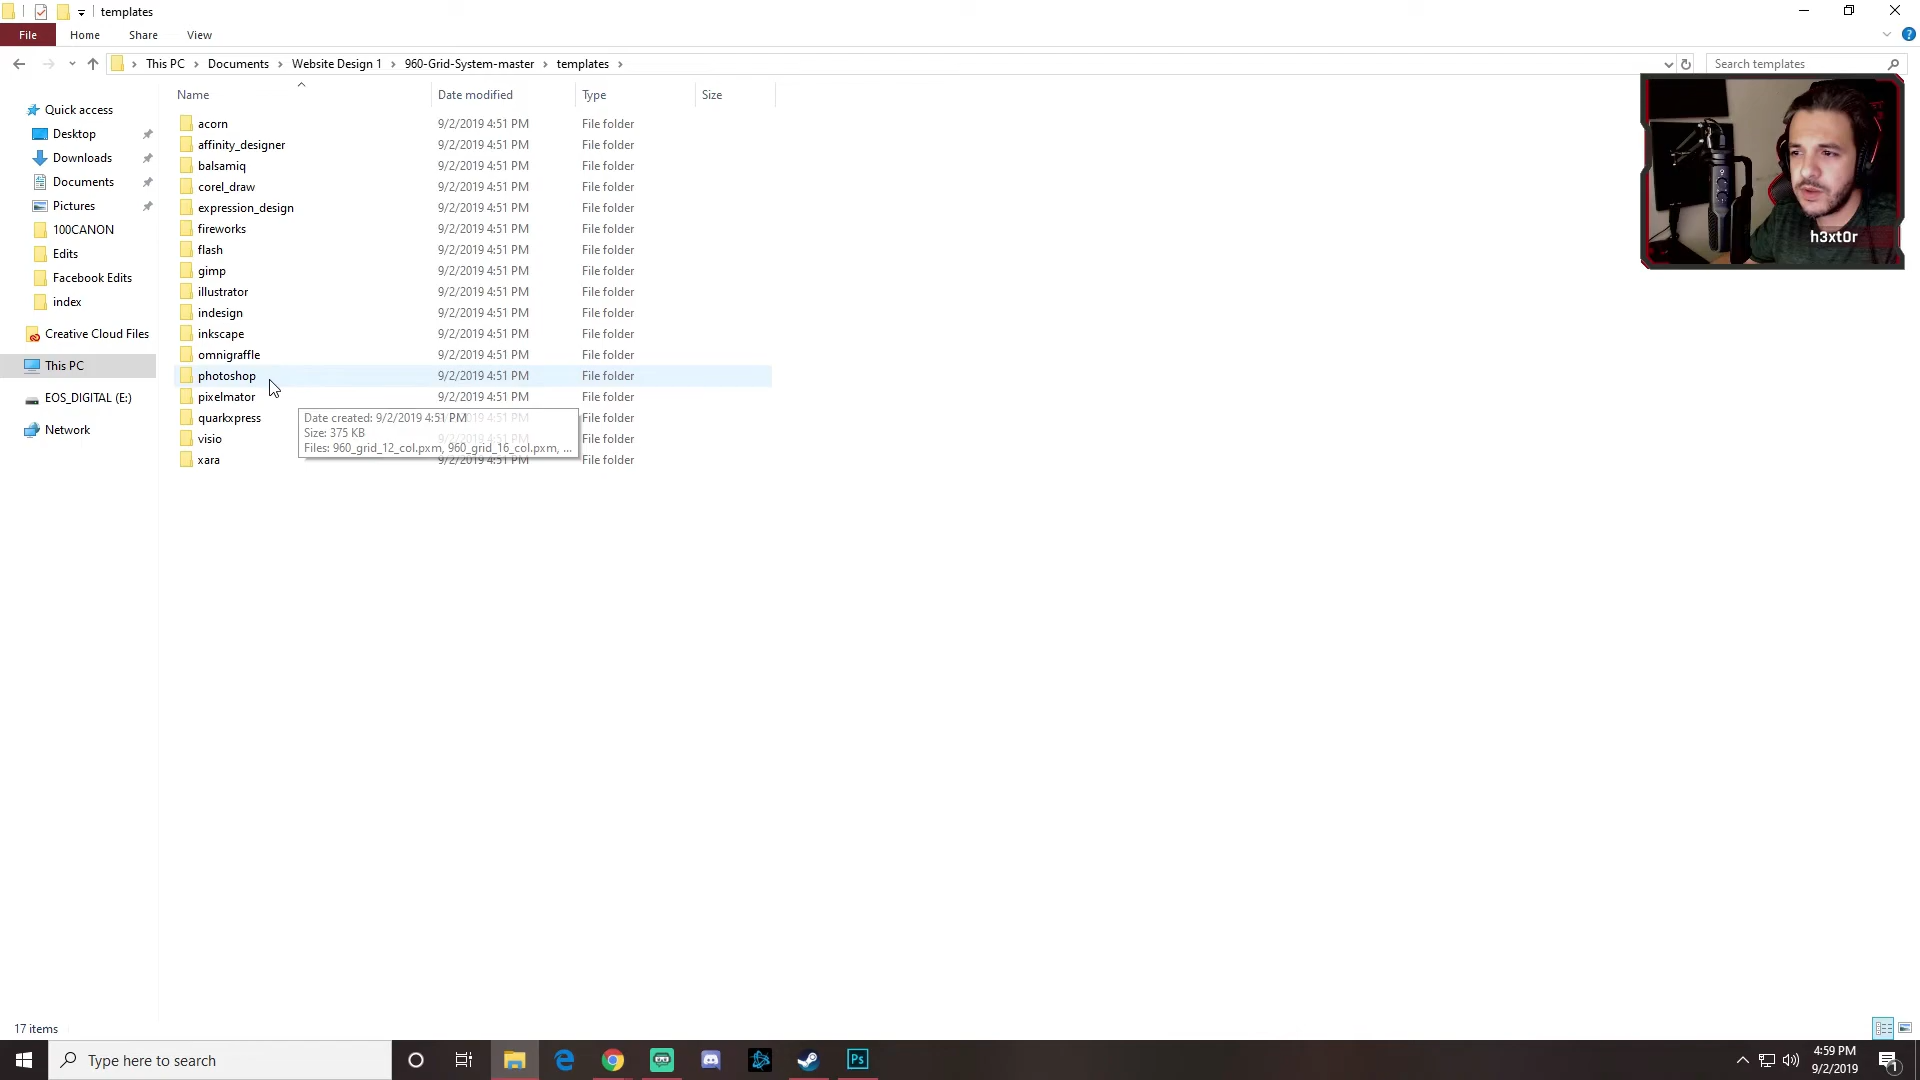 templates
File Home Share View
This PC Documents Website Design 1 960-Grid-System-master templates
Search templates
Name Date modified Type Size
Quick access
Desktop
Downloads
Documents
Pictures
100CANON
Edits
Facebook Edits
index
Creative Cloud Files
This PC
EOS_DIGITAL (E:)
Network
acorn 9/2/2019 4:51 PM File folder
affinity_designer 9/2/2019 4:51 PM File folder
balsamiq 9/2/2019 4:51 PM File folder
corel_draw 9/2/2019 4:51 PM File folder
expression_design 9/2/2019 4:51 PM File folder
fireworks 9/2/2019 4:51 PM File folder
flash 9/2/2019 4:51 PM File folder
gimp 9/2/2019 4:51 PM File folder
illustrator 9/2/2019 4:51 PM File folder
indesign 9/2/2019 4:51 PM File folder
inkscape 9/2/2019 4:51 PM File folder
omnigraffle 9/2/2019 4:51 PM File folder
photoshop 9/2/2019 4:51 PM File folder
pixelmator 9/2/2019 4:51 PM File folder
quarkxpress File folder
visio File folder
xara 9/2/2019 4:51 PM File folder
Date created: 9/2/2019 4:51 PM
Size: 375 KB
Files: 960_grid_12_col.pxm, 960_grid_16_col.pxm, ...
h3xt0r
17 items
Type here to search
Ps
4:59 PM
9/2/2019
1